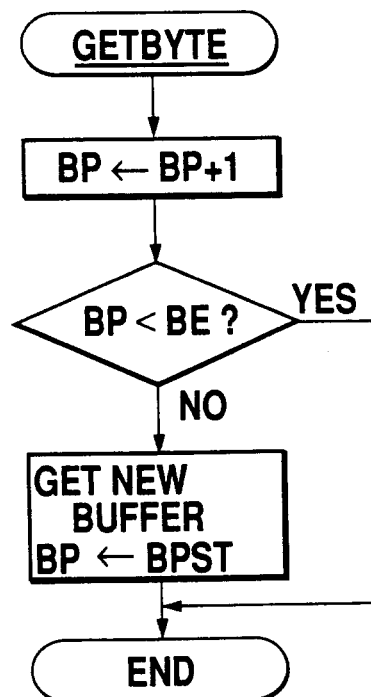 GETBYTE
BP ← BP+1
BP < BE ?
YES
NO
GET NEW
BUFFER
BP ← BPST
END